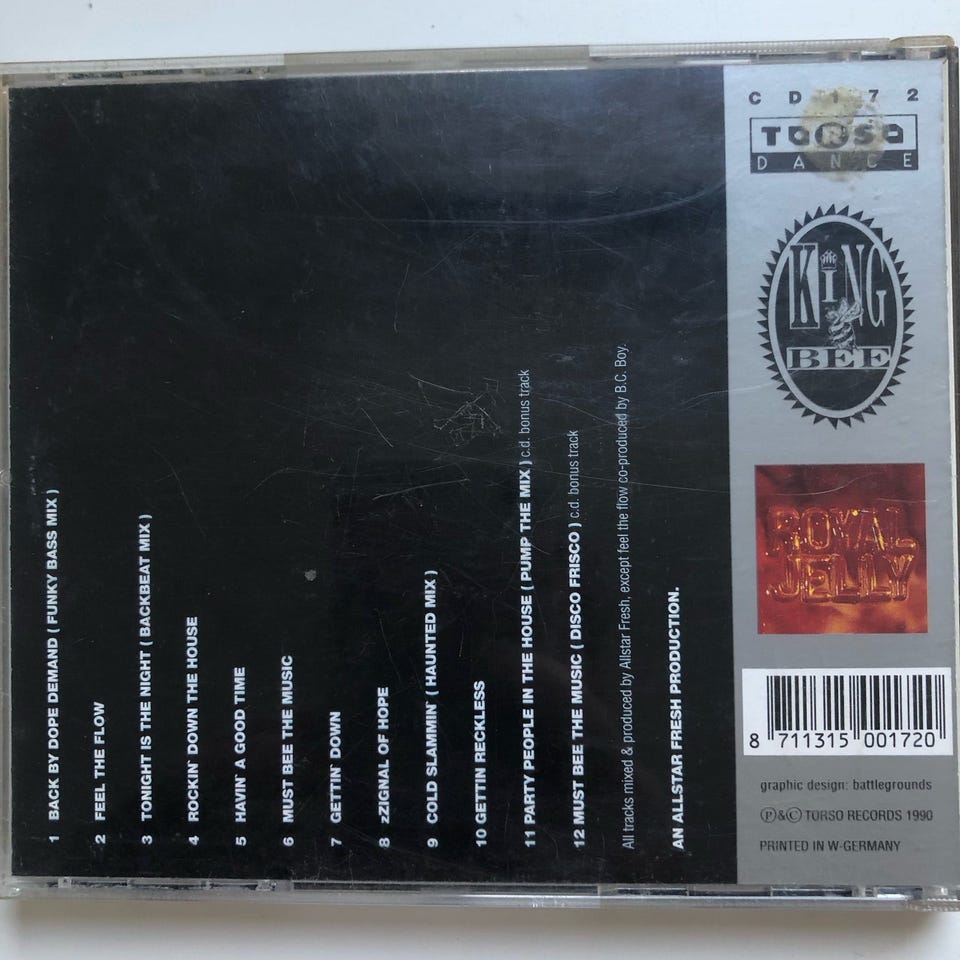 1 BACK BY DOPE DEMAND ( FUNKY BASS MIX )
2 FEEL THE FLOW
3 TONIGHT IS THE NIGHT ( BACKBEAT MIX )
4 ROCKIN` DOWN THE HOUSE
5 HAVIN` A GOOD TIME
6 MUST BEE THE MUSIC
7 GETTIN` DOWN
8 zZIGNAL OF HOPE
9 COLD SLAMMIN` ( HAUNTED MIX )
10 GETTIN RECKLESS
11 PARTY PEOPLE IN THE HOUSE ( PUMP THE MIX ) c.d. bonus track
12 MUST BEE THE MUSIC ( DISCO FRISCO ) c.d. bonus track
All tracks mixed & produced by Allstar Fresh, except feel the flow co-produced by B.C. Boy.
AN ALLSTAR FRESH PRODUCTION.
CD172
TORSO
DANCE
KING
BEE
ROYAL
JELLY
8 711315 001720
graphic design: battlegrounds
℗&© TORSO RECORDS 1990
PRINTED IN W-GERMANY